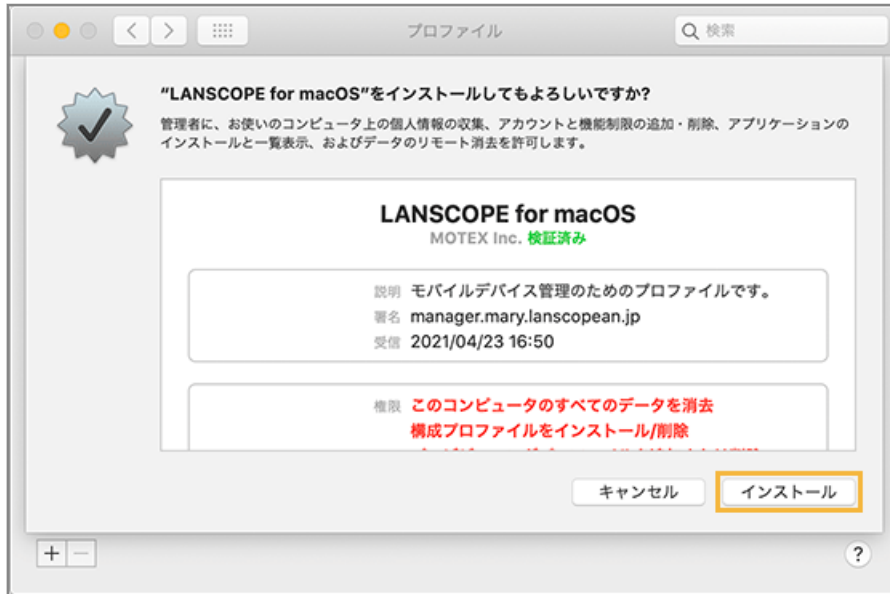 プロファイル
検索
“LANSCOPE for macOS”をインストールしてもよろしいですか?
管理者に、お使いのコンピュータ上の個人情報の収集、アカウントと機能制限の追加・削除、アプリケーションの
インストールと一覧表示、およびデータのリモート消去を許可します。
LANSCOPE for macOS
MOTEX Inc. 検証済み
説明 モバイルデバイス管理のためのプロファイルです。
署名 manager.mary.lanscopean.jp
受信 2021/04/23 16:50
権限 このコンピュータのすべてのデータを消去
構成プロファイルをインストール/削除
キャンセル インストール
?